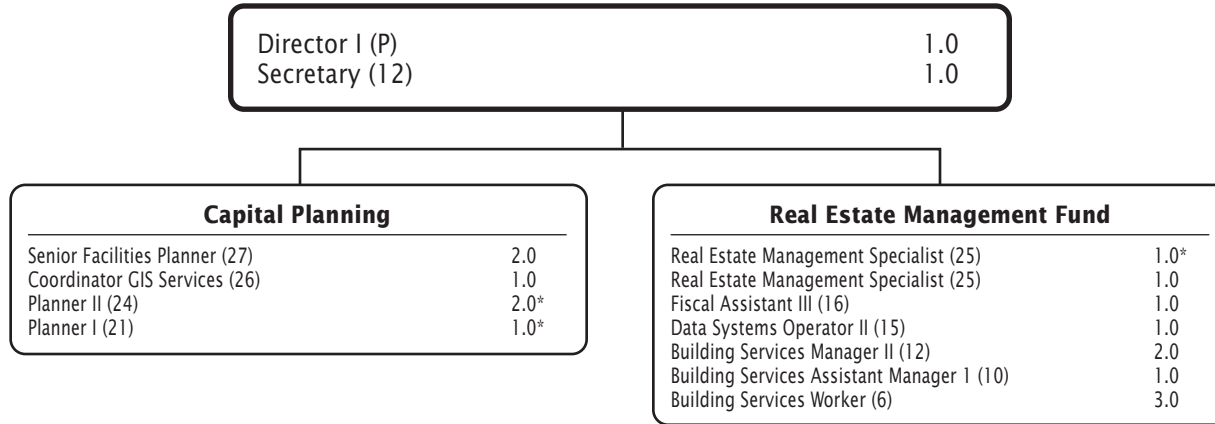 Director I (P) 1.0
Secretary (12) 1.0
Capital Planning
Senior Facilities Planner (27) 2.0
Coordinator GIS Services (26) 1.0
Planner II (24) 2.0*
Planner I (21) 1.0*
Real Estate Management Fund
Real Estate Management Specialist (25) 1.0*
Real Estate Management Specialist (25) 1.0
Fiscal Assistant III (16) 1.0
Data Systems Operator II (15) 1.0
Building Services Manager II (12) 2.0
Building Services Assistant Manager 1 (10) 1.0
Building Services Worker (6) 3.0